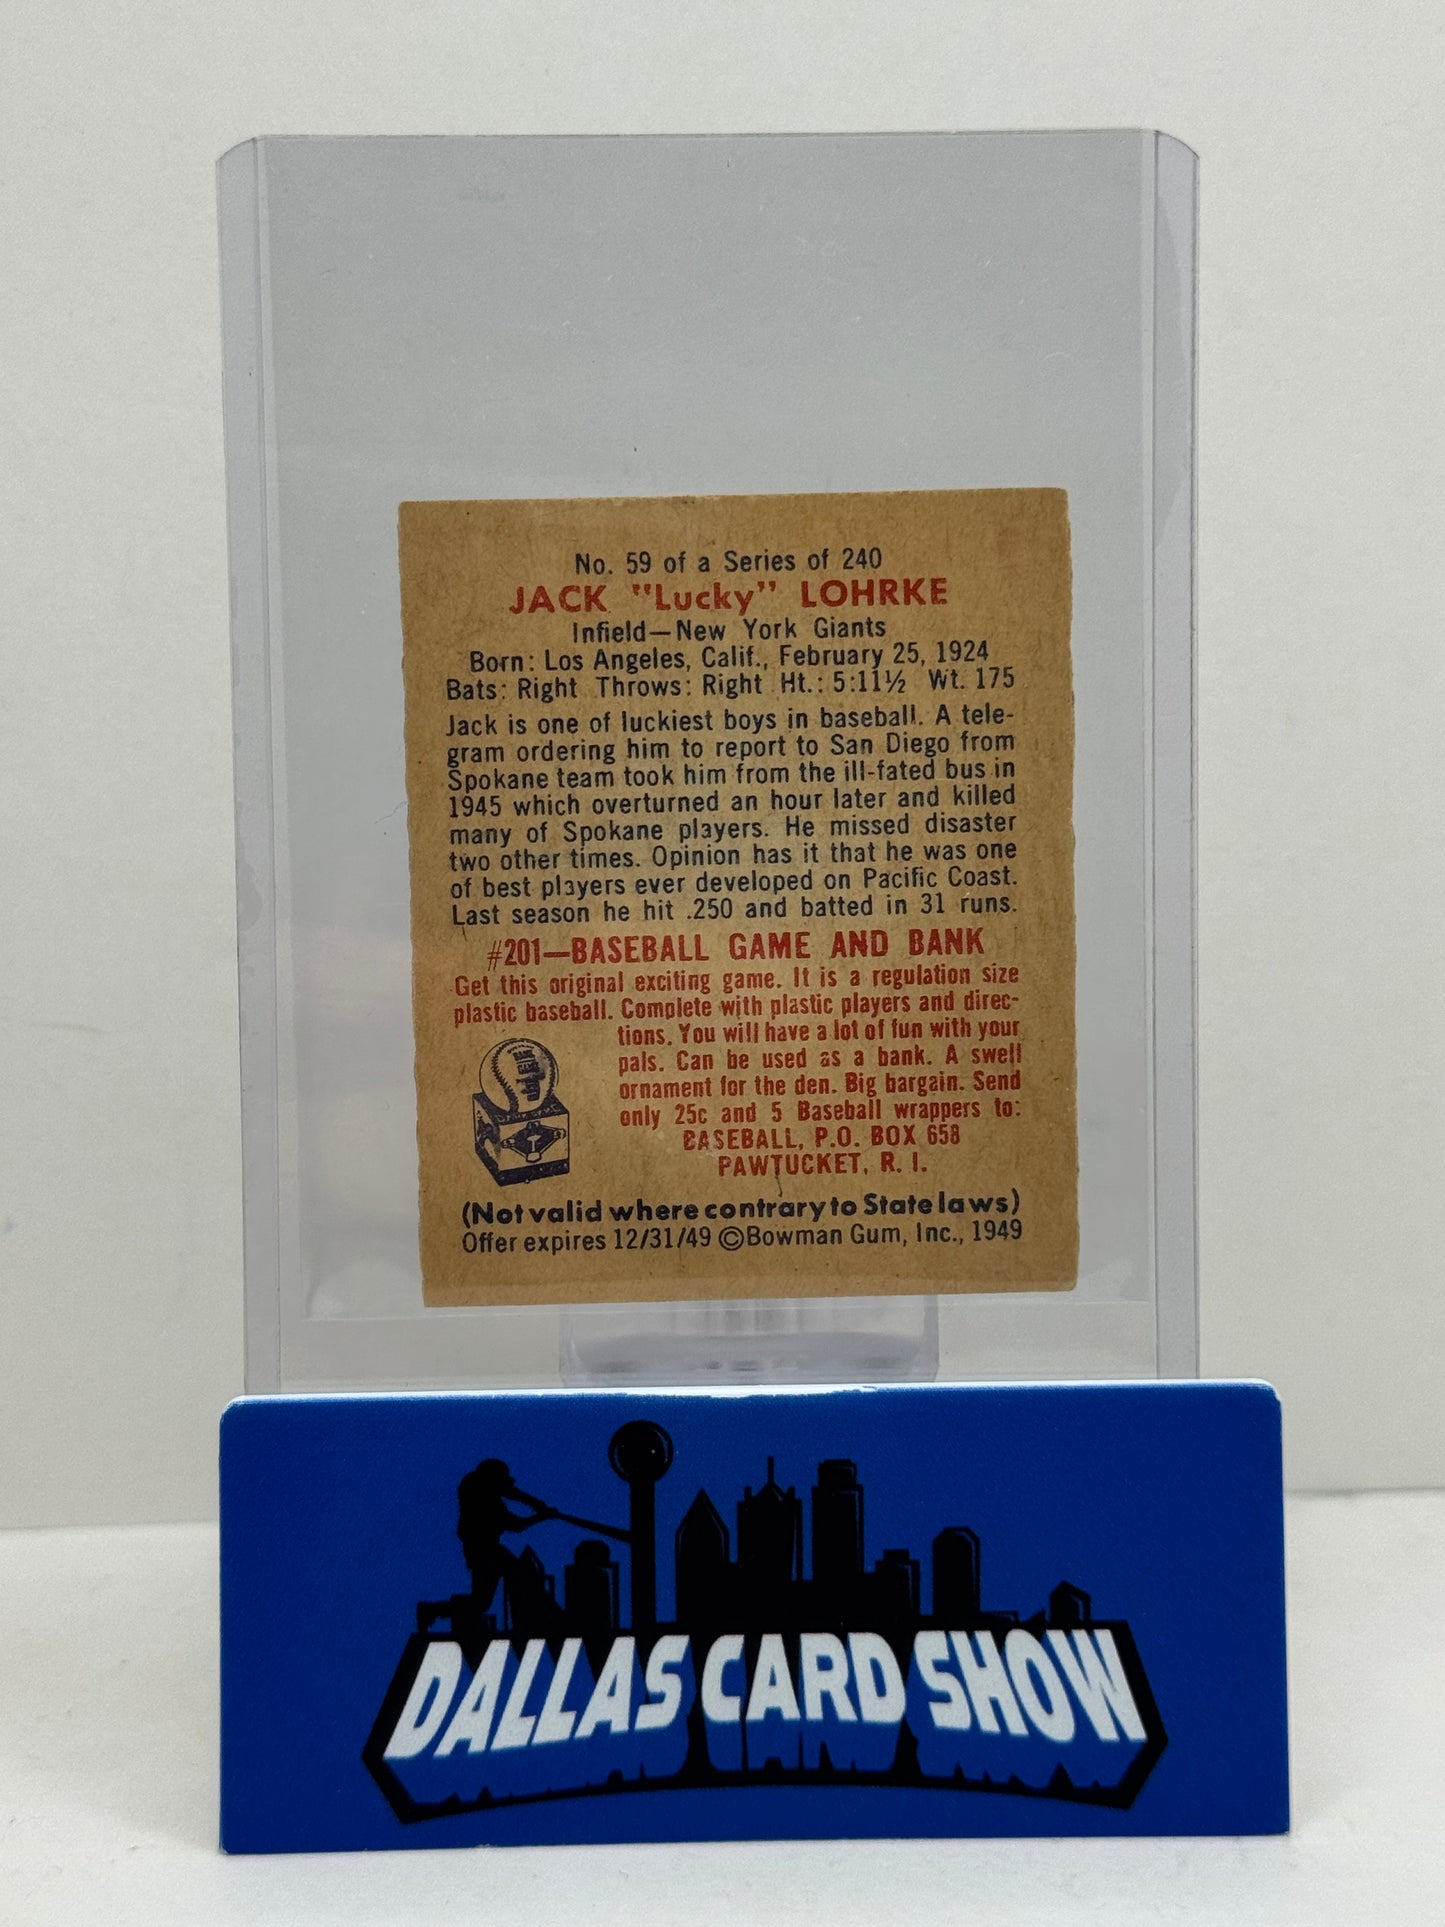 No. 59 of a Series of 240
JACK "Lucky" LOHRKE
Infield—New York Giants
Born: Los Angeles, Calif., February 25, 1924
Bats: Right Throws: Right Ht.: 5:11½ Wt. 175
Jack is one of luckiest boys in baseball. A tele-
gram ordering him to report to San Diego from
Spokane team took him from the ill-fated bus in
1945 which overturned an hour later and killed
many of Spokane players. He missed disaster
two other times. Opinion has it that he was one
of best players ever developed on Pacific Coast.
Last season he hit .250 and batted in 31 runs.
#201—BASEBALL GAME AND BANK
Get this original exciting game. It is a regulation size
plastic baseball. Complete with plastic players and direc-
tions. You will have a lot of fun with your
pals. Can be used as a bank. A swell
ornament for the den. Big bargain. Send
only 25c and 5 Baseball wrappers to:
BASEBALL, P.O. BOX 658
PAWTUCKET, R. I.
(Not valid where contrary to State laws)
Offer expires 12/31/49 ©Bowman Gum, Inc., 1949
DALLAS CARD SHOW